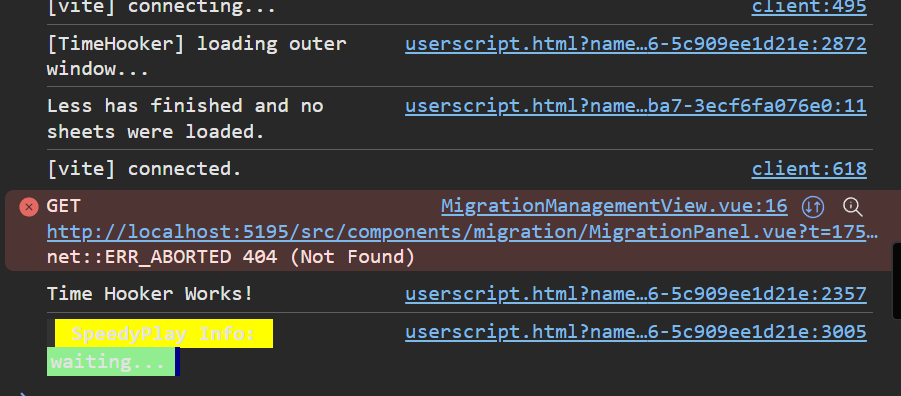 [vite] connecting... client:495
[TimeHooker] loading outer userscript.html?name…6-5c909ee1d21e:2872
window...
Less has finished and no userscript.html?name…ba7-3ecf6fa076e0:11
sheets were loaded.
[vite] connected. client:618
GET MigrationManagementView.vue:16
http://localhost:5195/src/components/migration/MigrationPanel.vue?t=175…
net::ERR_ABORTED 404 (Not Found)
Time Hooker Works! userscript.html?name…6-5c909ee1d21e:2357
SpeedyPlay Info: userscript.html?name…6-5c909ee1d21e:3005
waiting...